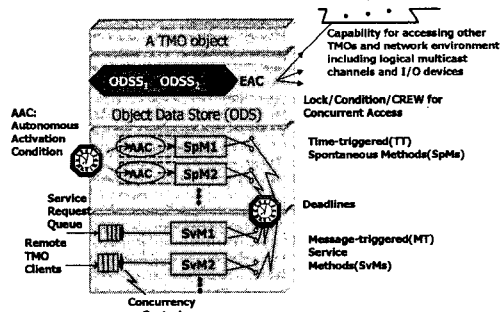 A TMO object
Capability for accessing other
TMOs and network environment
including logical multicast
channels and I/O devices
ODSS1 ODSS2
EAC
Lock/Condition/CREW for
Concurrent Access
Object Data Store (ODS)
AAC:
Autonomous
Activation
Condition
AAC
SpM1
AAC
SpM2
Time-triggered(TT)
Spontaneous Methods(SpMs)
Deadlines
Service
Request
Queue
Remote
TMO
Clients
SvM1
SvM2
Message-triggered(MT)
Service
Methods(SvMs)
Concurrency